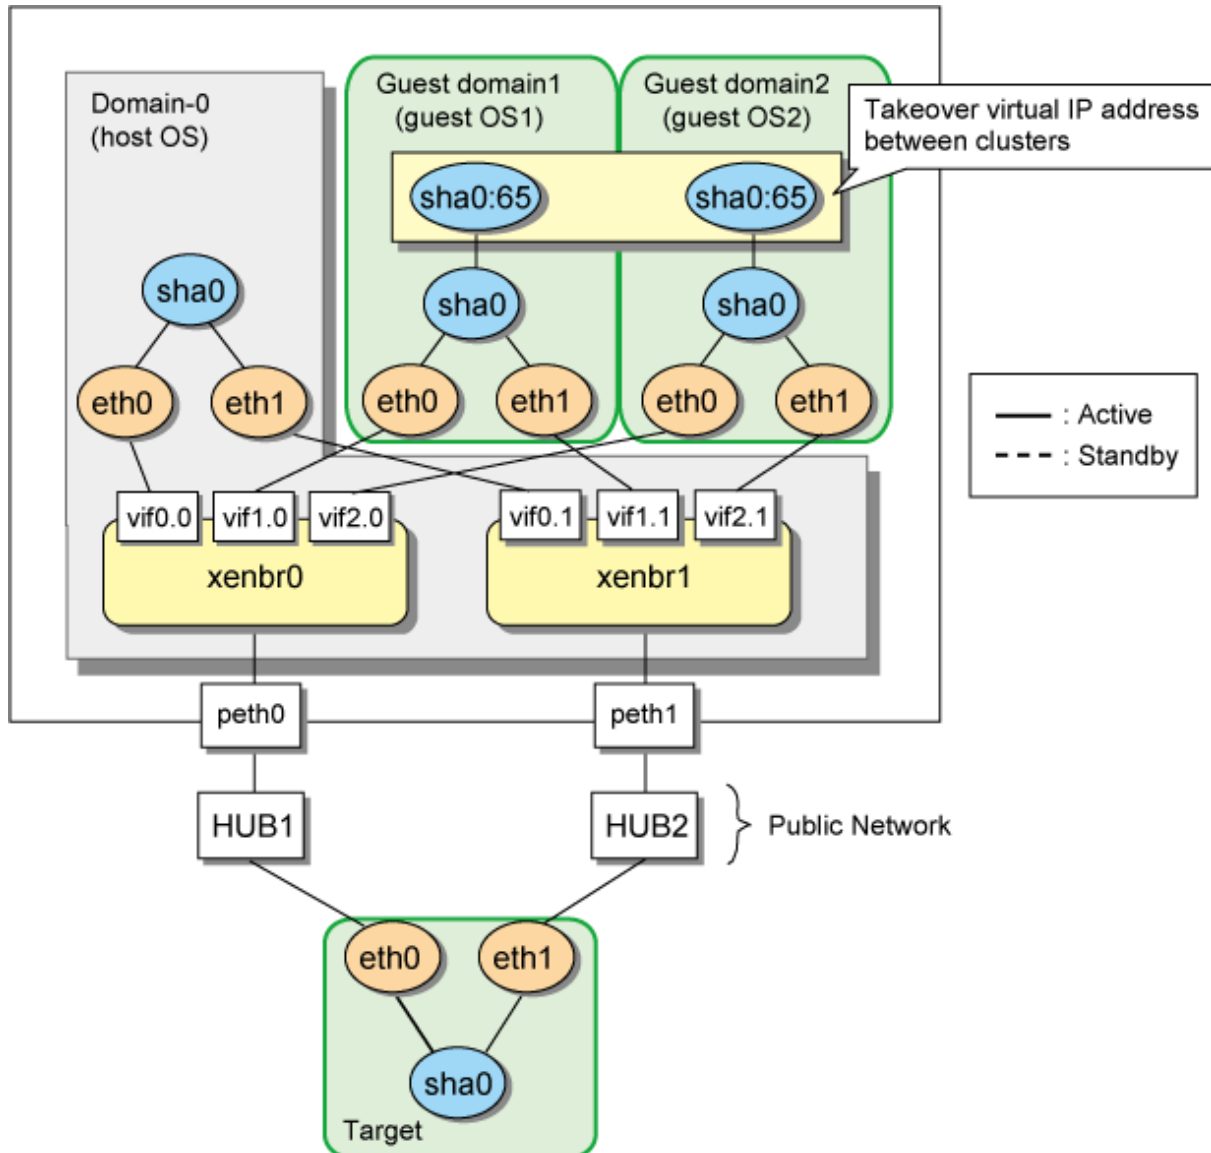 Domain-0
(host OS)
Guest domain1
(guest OS1)
Guest domain2
(guest OS2)
Takeover virtual IP address
between clusters
sha0:65
sha0:65
sha0
sha0
sha0
eth0
eth1
eth0
eth1
eth0
eth1
: Active
: Standby
vif0.0
vif1.0
vif2.0
vif0.1
vif1.1
vif2.1
xenbr0
xenbr1
peth0
peth1
HUB1
HUB2
Public Network
eth0
eth1
sha0
Target